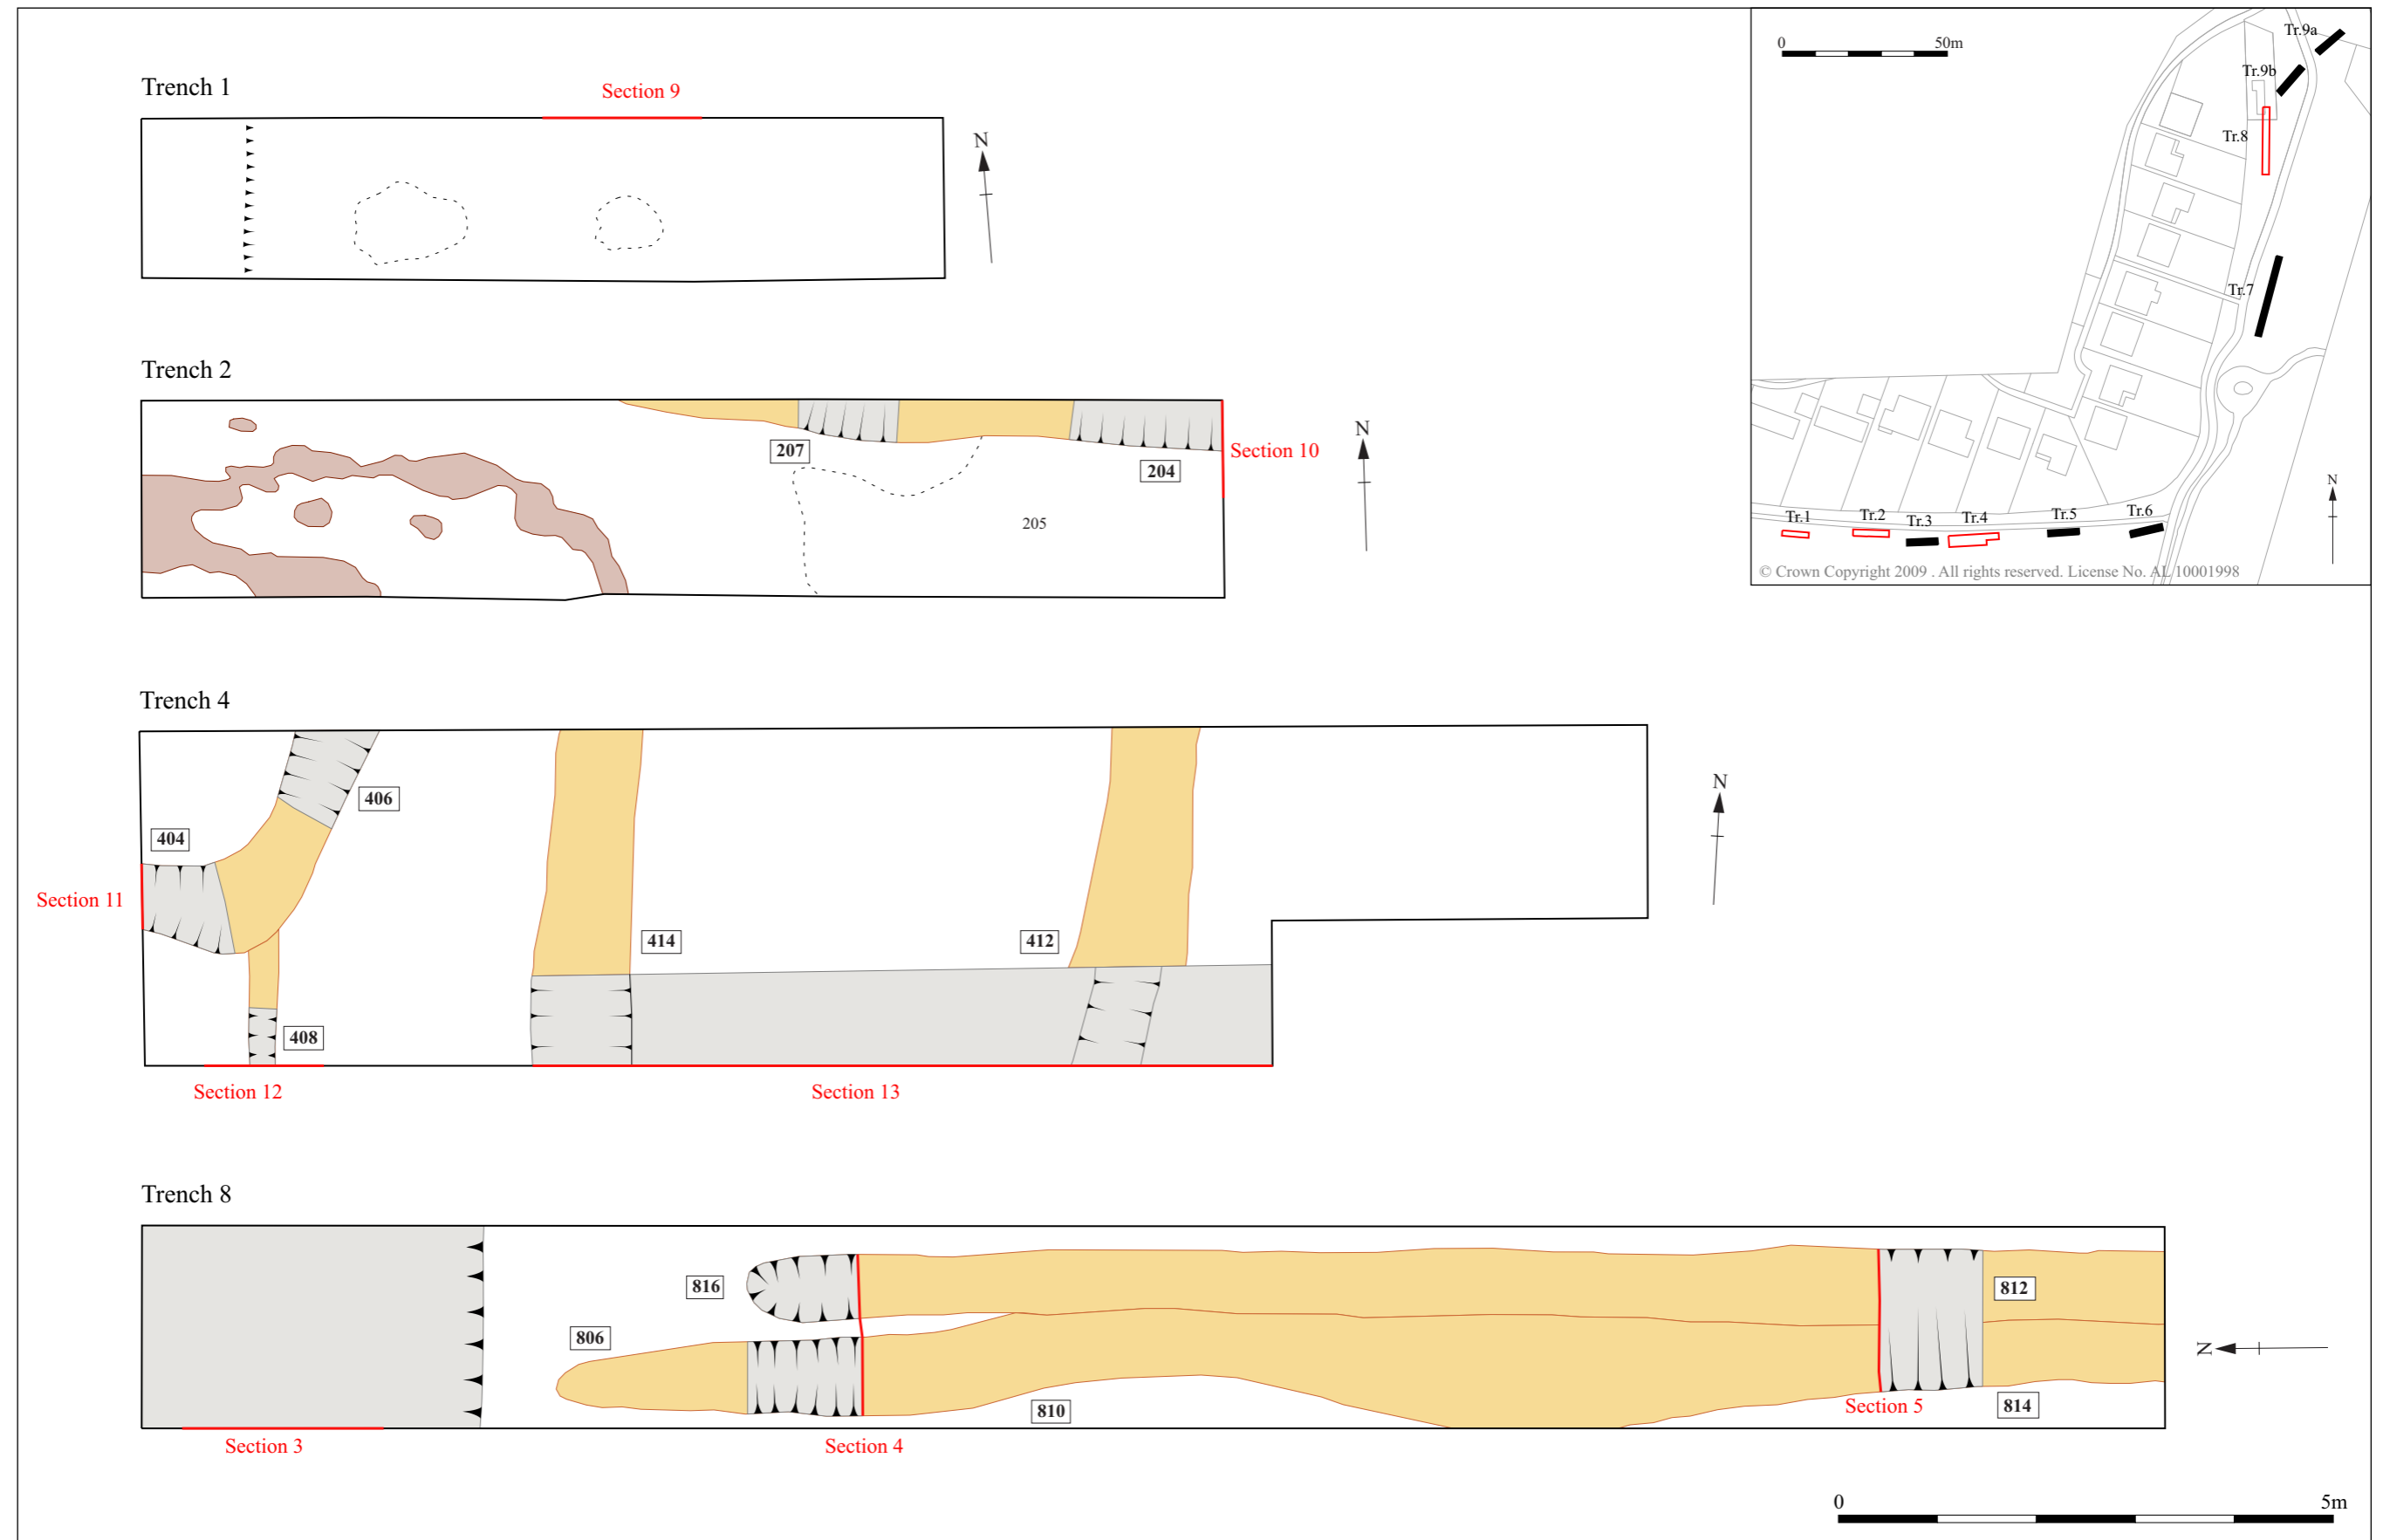 Trench 1
Section 9
N
Trench 2
207
204
205
Section 10
N
Trench 4
406
404
Section 11
414
412
408
Section 12
Section 13
N
Trench 8
816
806
810
812
814
Section 3
Section 4
Section 5
N
0 5m
0 50m
Tr.9a
Tr.9b
Tr.8
Tr.7
Tr.1
Tr.2
Tr.3
Tr.4
Tr.5
Tr.6
N
© Crown Copyright 2009 . All rights reserved. License No. AL 10001998